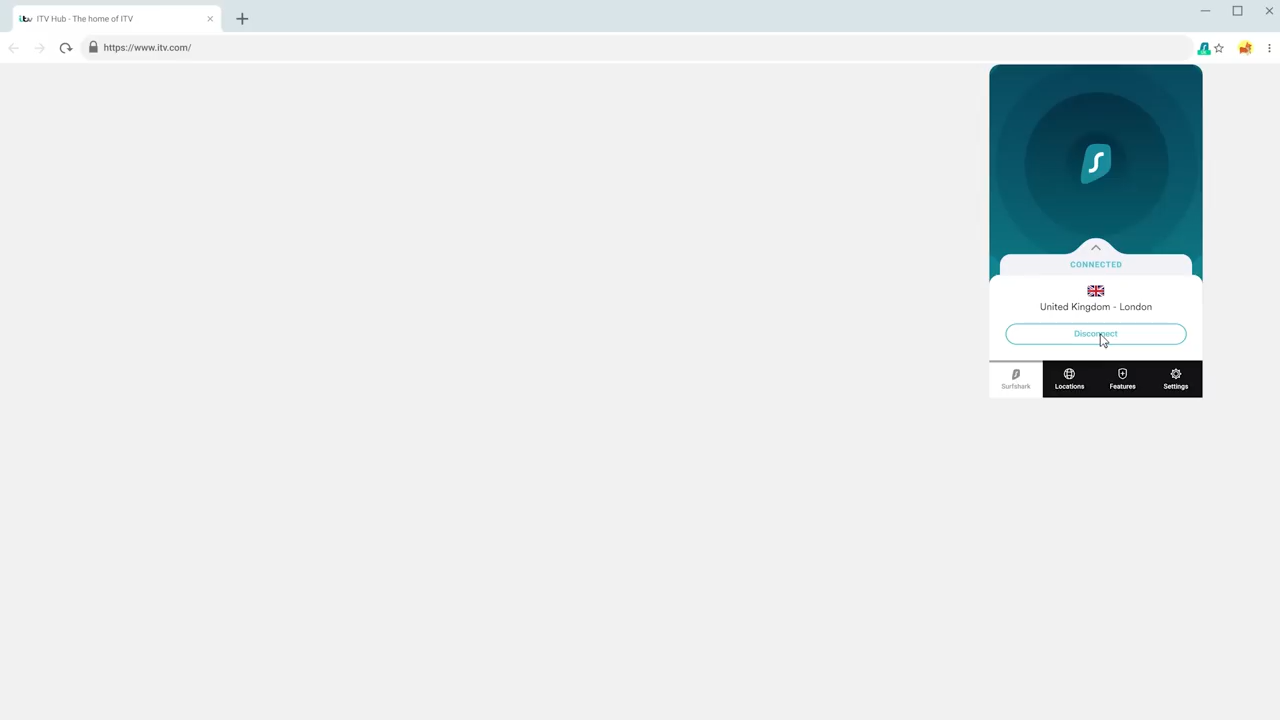 itv ITV Hub - The home of ITV
https://www.itv.com/
CONNECTED
United Kingdom - London
Disconnect
Surfshark
Locations
Features
Settings